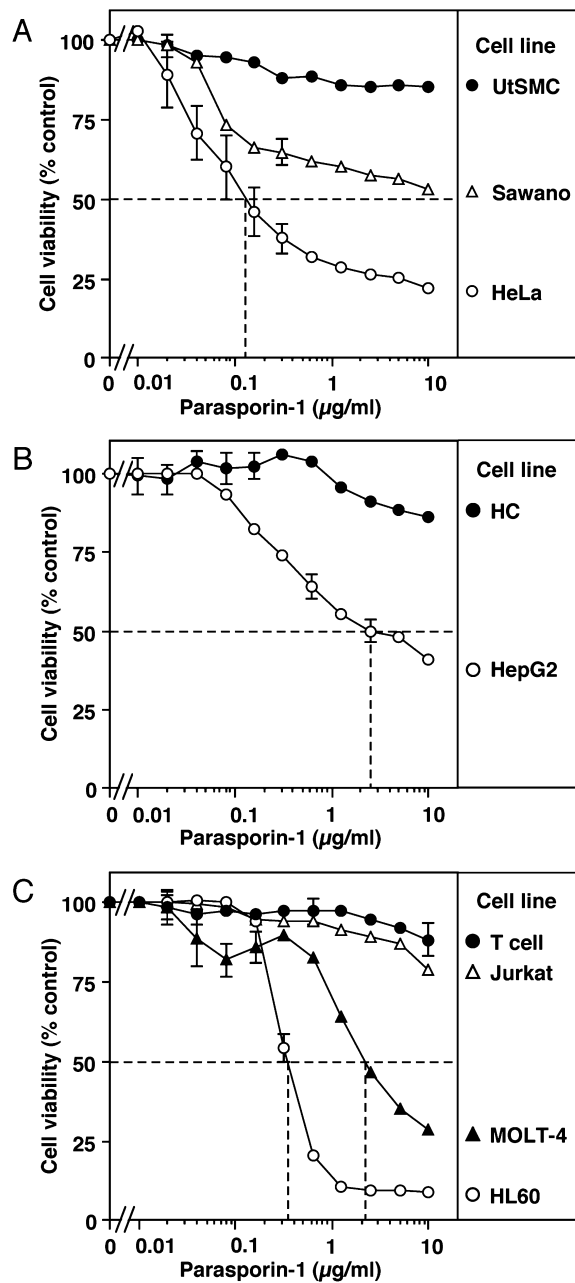 A
Cell viability (% control)
100
75
50
25
0
0 0.01 0.1 1 10
Parasporin-1 (µg/ml)
Cell line
UtSMC
Sawano
HeLa
B
Cell viability (% control)
100
75
50
25
0
0 0.01 0.1 1 10
Parasporin-1 (µg/ml)
Cell line
HC
HepG2
C
Cell viability (% control)
100
75
50
25
0
0 0.01 0.1 1 10
Parasporin-1 (µg/ml)
Cell line
T cell
Jurkat
MOLT-4
HL60